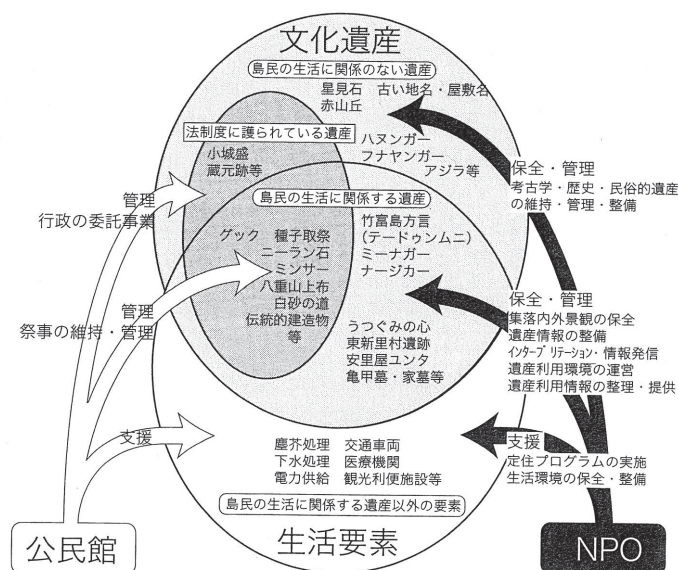 文化遺産
島民の生活に関係のない遺産
星見石 古い地名・屋敷名
赤山丘
法制度に護られている遺産
小城盛
蔵元跡等
ハヌンガー
フナヤンガー
アジラ等
島民の生活に関係する遺産
グック 種子取祭
ニーラン石
ミンサー
八重山上布
白砂の道
伝統的建造物
等
竹富島方言
(テードゥンムニ)
ミーナガー
ナージカー
うつぐみの心
東新里村遺跡
安里屋ユンタ
亀甲墓・家墓等
塵芥処理 交通車両
下水処理 医療機関
電力供給 観光利便施設等
島民の生活に関係する遺産以外の要素
生活要素
管理
行政の委託事業
管理
祭事の維持・管理
支援
公民館
保全・管理
考古学・歴史・民俗的遺産
の維持・管理・整備
保全・管理
集落内外景観の保全
遺産情報の整備
インタープリテーション・情報発信
遺産利用環境の運営
遺産利用情報の整理・提供
支援
定住プログラムの実施
生活環境の保全・整備
NPO